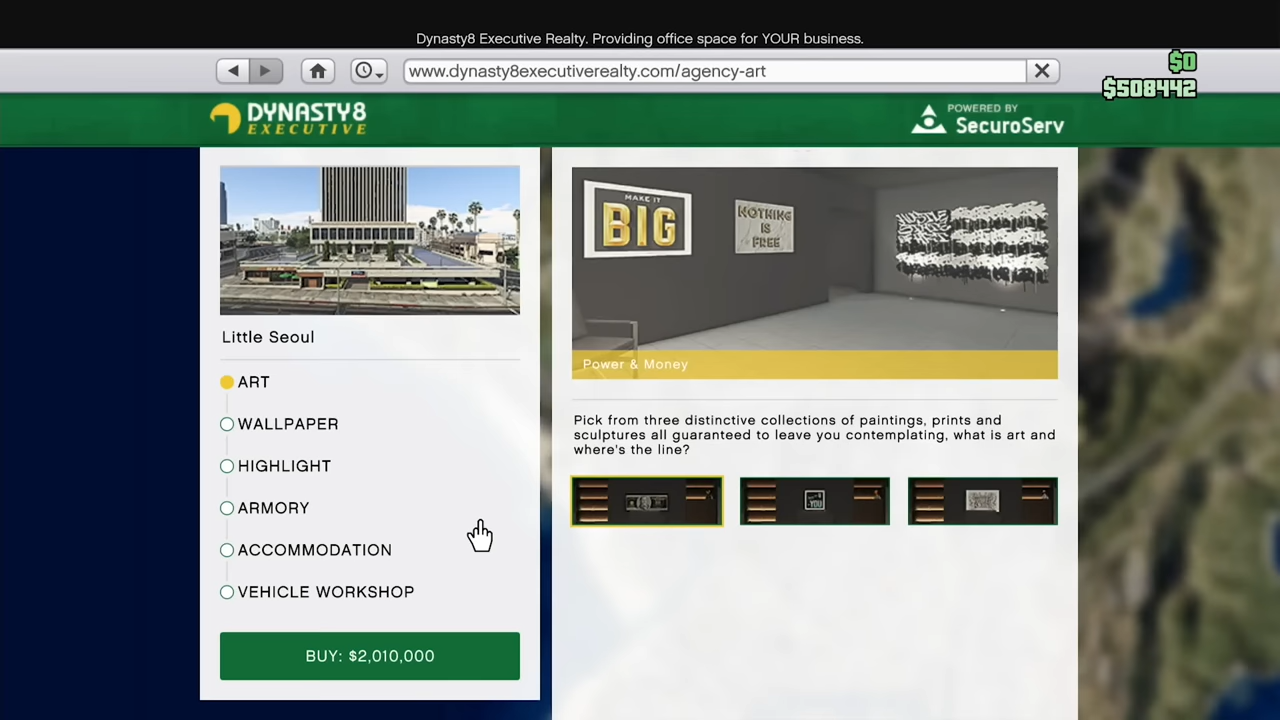 Dynasty8 Executive Realty. Providing office space for YOUR business.
www.dynasty8executiverealty.com/agency-art
$0
$508442
DYNASTY8
EXECUTIVE
POWERED BY
SecuroServ
Little Seoul
ART
WALLPAPER
HIGHLIGHT
ARMORY
ACCOMMODATION
VEHICLE WORKSHOP
BUY: $2,010,000
MAKE IT
BIG
NOTHING
IS
FREE
Power & Money
Pick from three distinctive collections of paintings, prints and
sculptures all guaranteed to leave you contemplating, what is art and
where's the line?
YOU